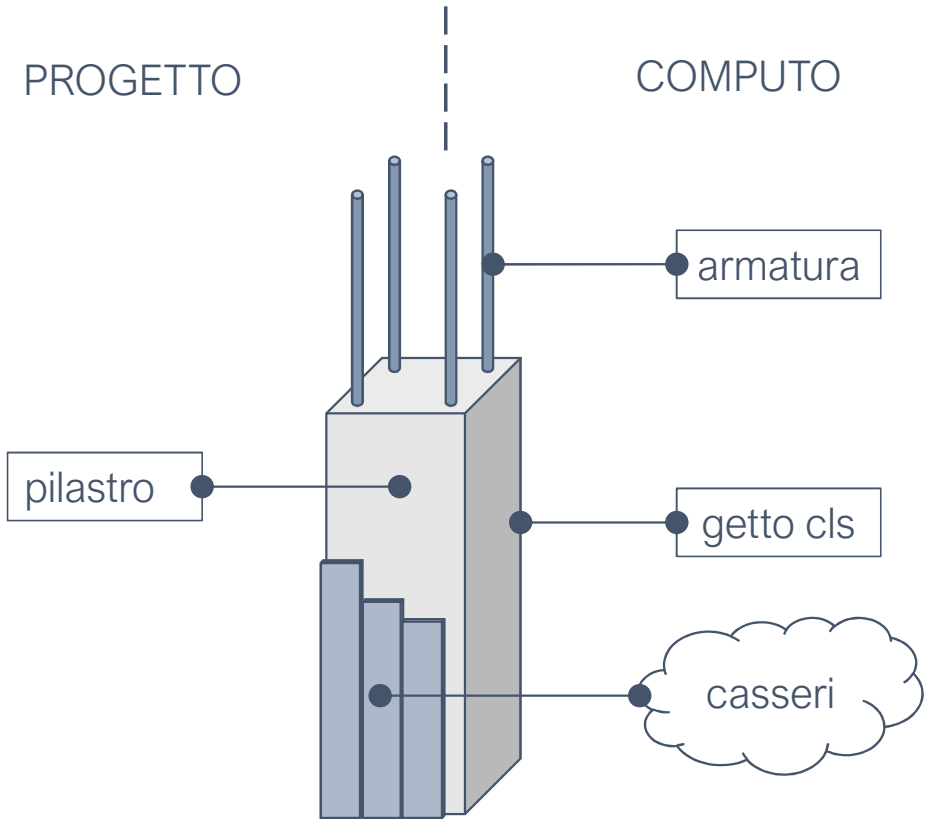 PROGETTO
COMPUTO
armatura
pilastro
getto cls
casseri